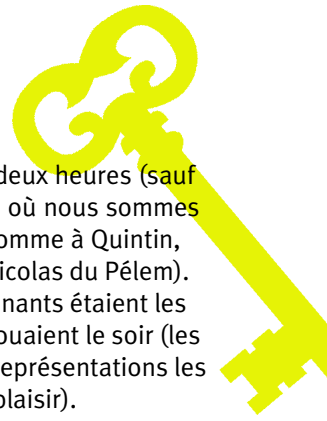 deux heures (sauf
où nous sommes
omme à Quintin,
icolas du Pélem).
nants étaient les
ouaient le soir (les
eprésentations les
plaisir).